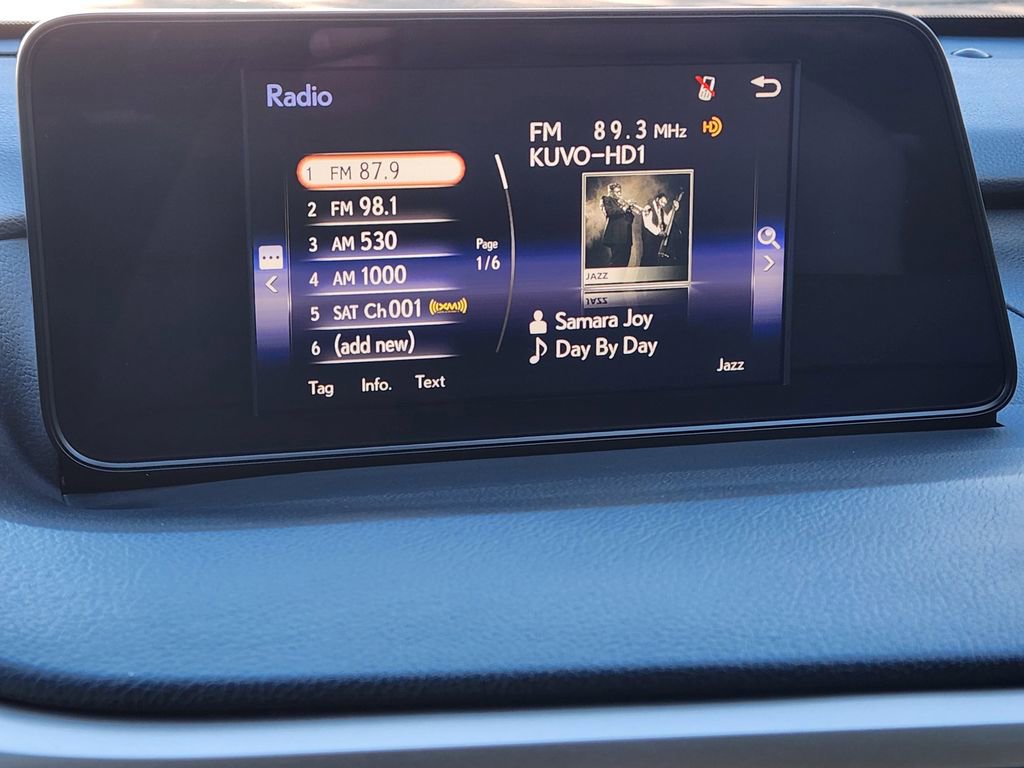 Radio
1 FM 87.9
2 FM 98.1
3 AM 530
4 AM 1000
5 SAT Ch001 ((XM))
6 (add new)
Tag Info. Text
Page
1/6
FM 89.3 MHz HD
KUVO-HD1
JAZZ
Samara Joy
Day By Day
Jazz